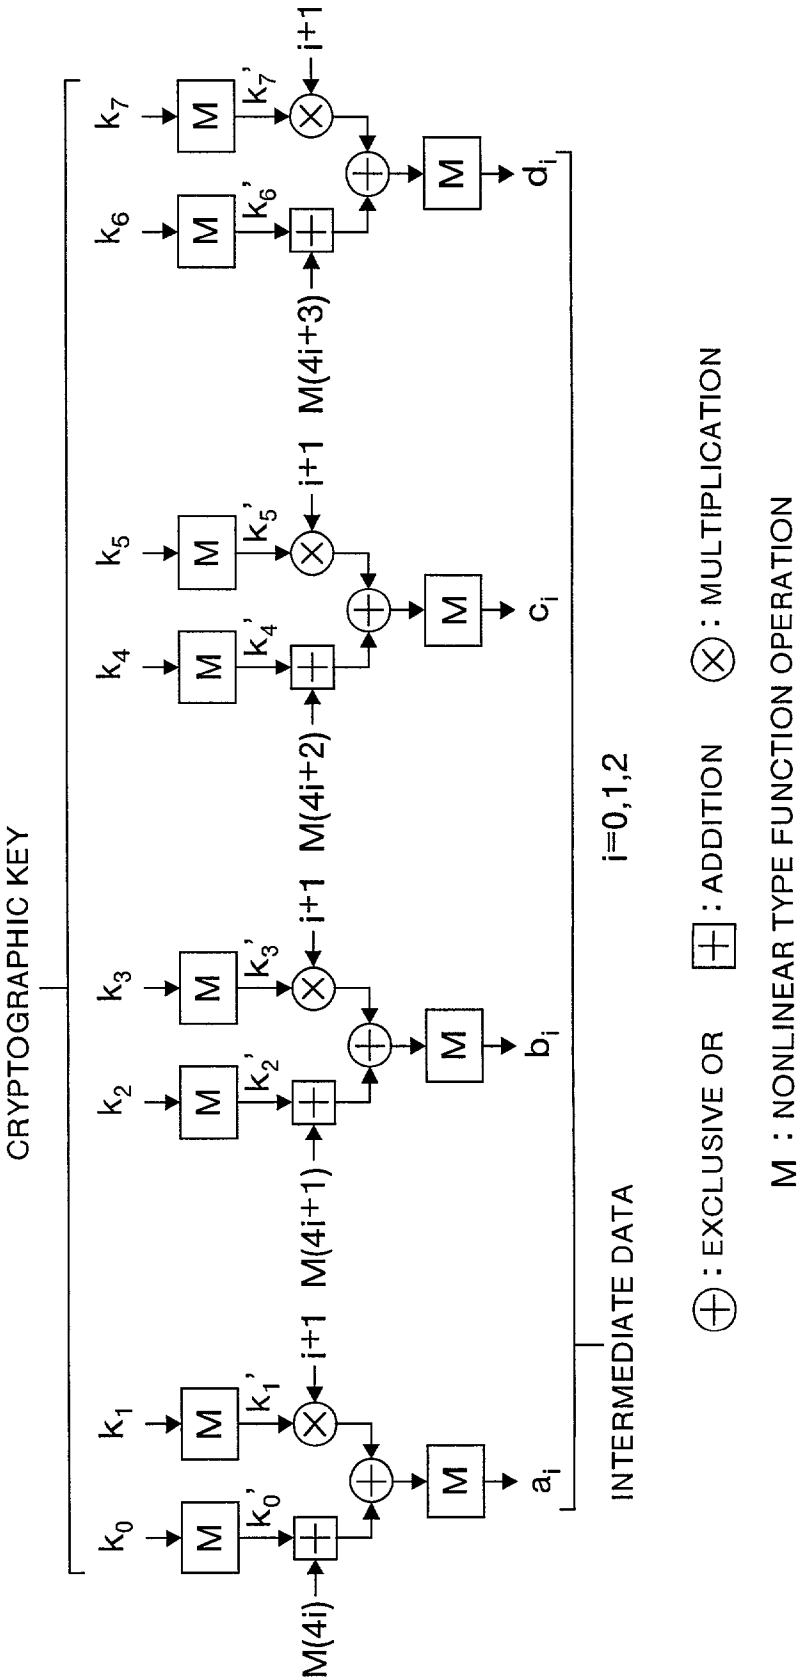 CRYPTOGRAPHIC KEY
k0 k1 k2 k3 k4 k5 k6 k7
M M M M M M M M
k0' k1' k2' k3' k4' k5' k6' k7'
M(4i) i+1 M(4i+1) i+1 M(4i+2) i+1 M(4i+3) i+1
M M M M
ai bi ci di
INTERMEDIATE DATA
i=0,1,2
⊕ : EXCLUSIVE OR ⊞ : ADDITION ⊗ : MULTIPLICATION
M : NONLINEAR TYPE FUNCTION OPERATION